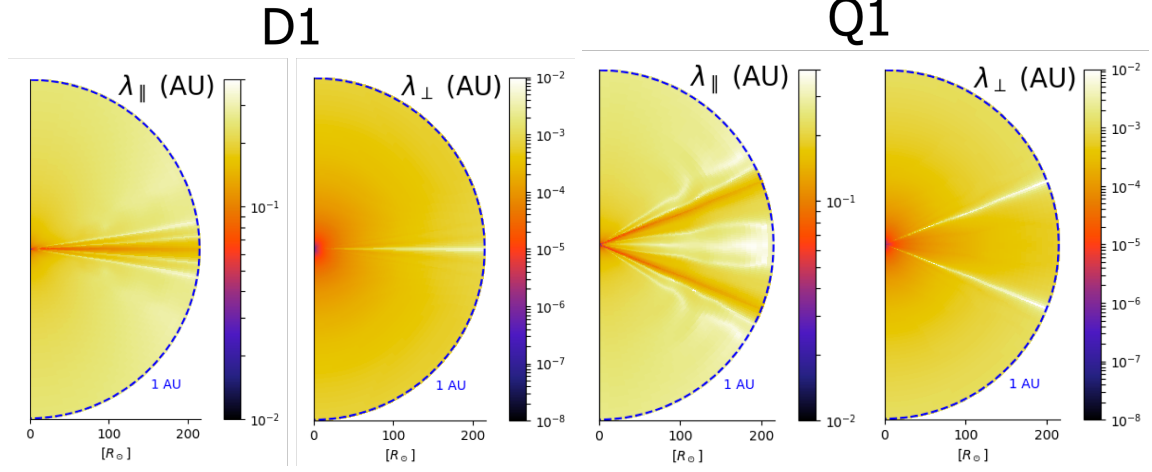 D1
Q1
λ∥ (AU)
10⁻¹
10⁻²
1 AU
0
100
200
[R⊙]
λ⊥ (AU)
10⁻²
10⁻³
10⁻⁴
10⁻⁵
10⁻⁶
10⁻⁷
10⁻⁸
1 AU
0
100
200
[R⊙]
λ∥ (AU)
10⁻¹
10⁻²
1 AU
0
100
200
[R⊙]
λ⊥ (AU)
10⁻²
10⁻³
10⁻⁴
10⁻⁵
10⁻⁶
10⁻⁷
10⁻⁸
1 AU
0
100
200
[R⊙]